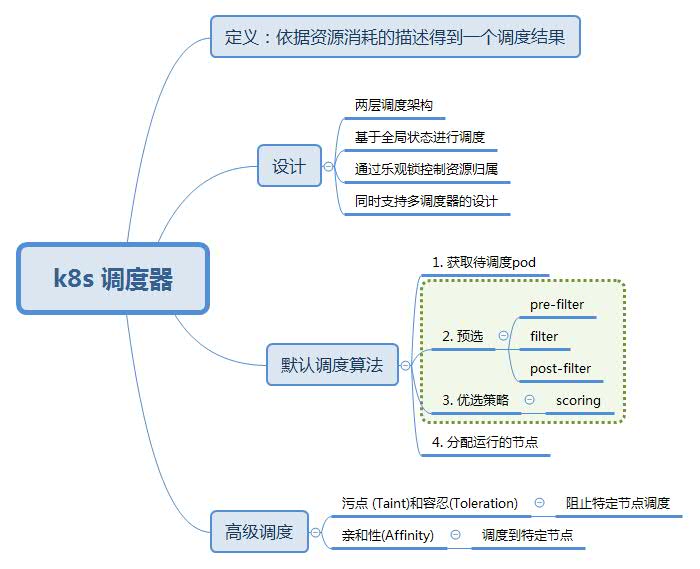 定义：依据资源消耗的描述得到一个调度结果
两层调度架构
基于全局状态进行调度
设计
通过乐观锁控制资源归属
同时支持多调度器的设计
k8s 调度器
1. 获取待调度pod
pre-filter
2. 预选
filter
默认调度算法
post-filter
3. 优选策略
scoring
4. 分配运行的节点
污点 (Taint)和容忍(Toleration)
阻止特定节点调度
高级调度
亲和性(Affinity)
调度到特定节点